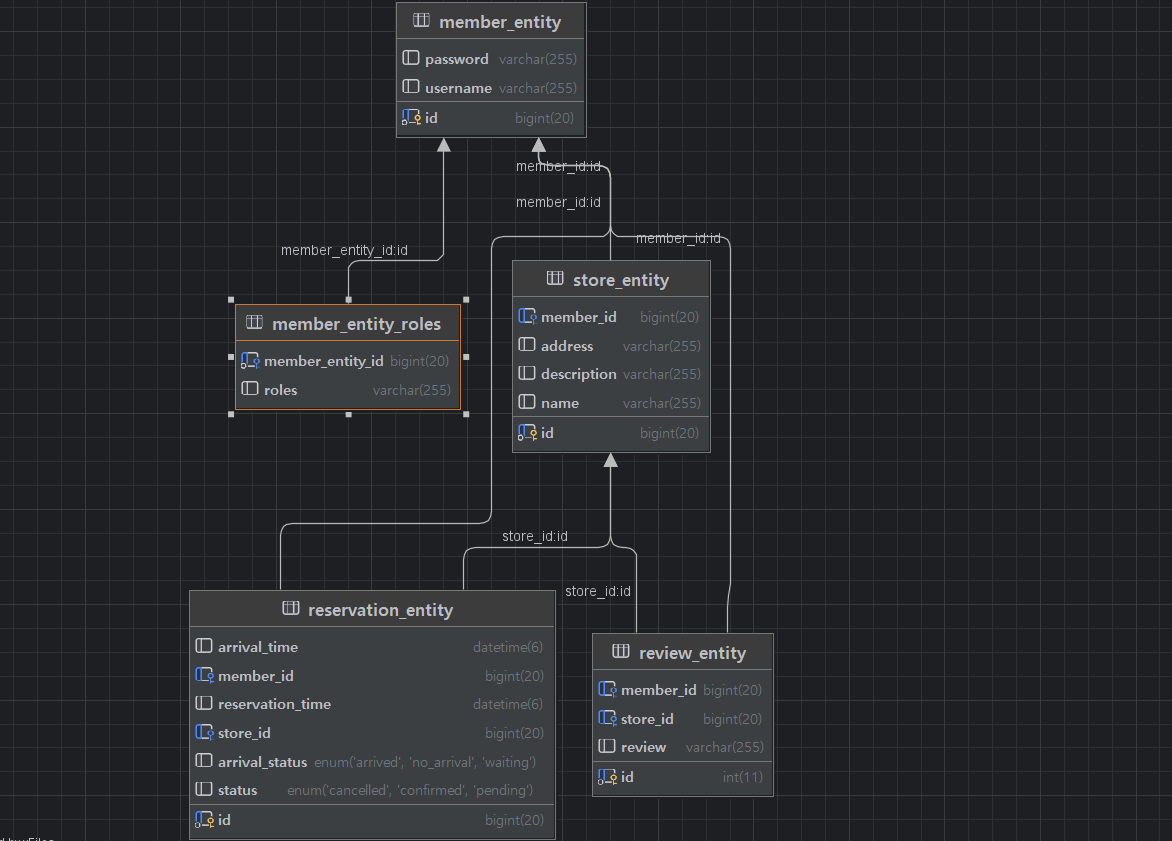 member_entity
password varchar(255)
username varchar(255)
id bigint(20)
member_id:id
member_id:id
member_id:id
member_entity_id:id
store_entity
member_id bigint(20)
address varchar(255)
description varchar(255)
name varchar(255)
id bigint(20)
member_entity_roles
member_entity_id bigint(20)
roles varchar(255)
store_id:id
store_id:id
reservation_entity
arrival_time datetime(6)
member_id bigint(20)
reservation_time datetime(6)
store_id bigint(20)
arrival_status enum('arrived', 'no_arrival', 'waiting')
status enum('cancelled', 'confirmed', 'pending')
id bigint(20)
review_entity
member_id bigint(20)
store_id bigint(20)
review varchar(255)
id int(11)